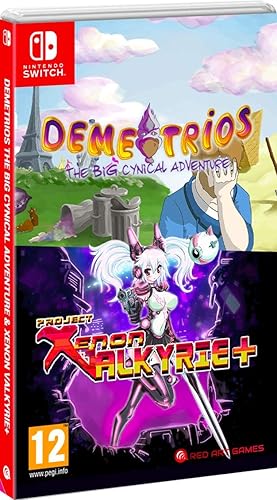 NINTENDO
SWITCH™
DEMETRIOS
THE BIG CYNICAL ADVENTURE
PROJECT
XENON
VALKYRIE+
12
www.pegi.info
RED ART GAMES
DEMETRIOS THE BIG CYNICAL ADVENTURE & XENON VALKYRIE+